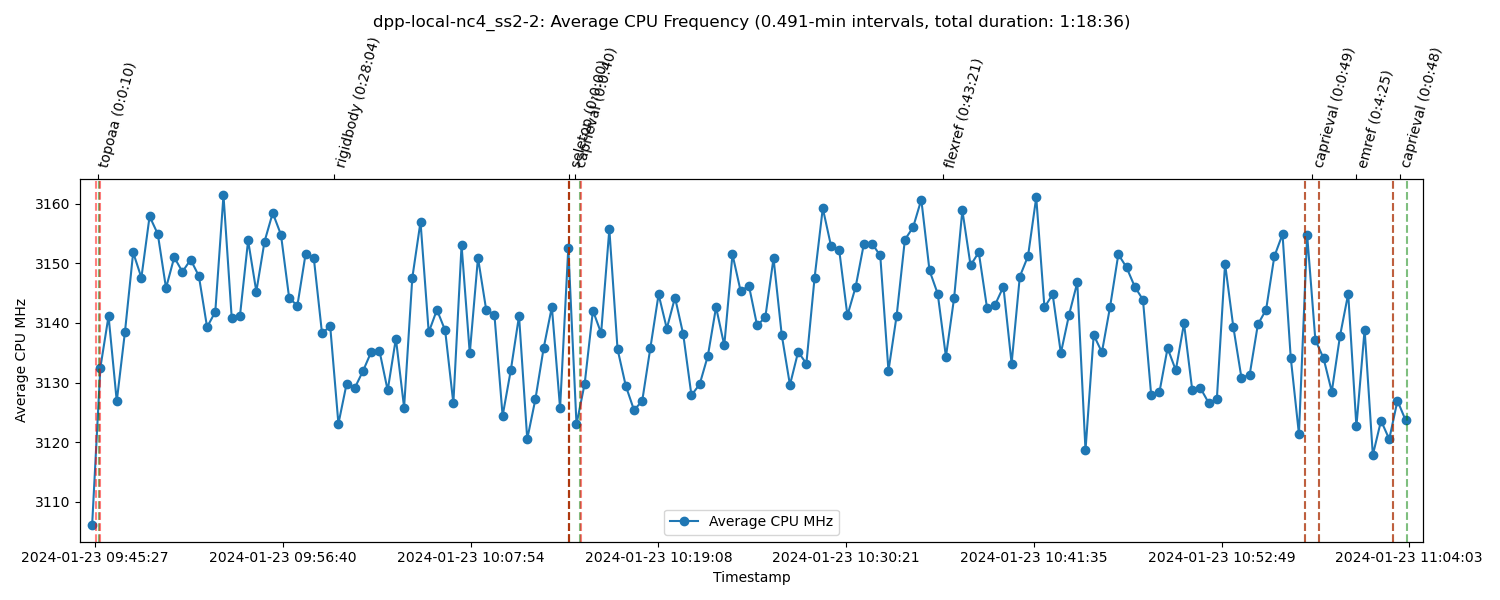 dpp-local-nc4_ss2-2: Average CPU Frequency (0.491-min intervals, total duration: 1:18:36)
topoaa (0:0:10)
rigidbody (0:28:04)
seletop (0:0:00)
caprieval (0:0:40)
flexref (0:43:21)
caprieval (0:0:49)
emref (0:4:25)
caprieval (0:0:48)
Average CPU MHz
3160
3150
3140
3130
3120
3110
Average CPU MHz
2024-01-23 09:45:27
2024-01-23 09:56:40
2024-01-23 10:07:54
2024-01-23 10:19:08
2024-01-23 10:30:21
2024-01-23 10:41:35
2024-01-23 10:52:49
2024-01-23 11:04:03
Timestamp